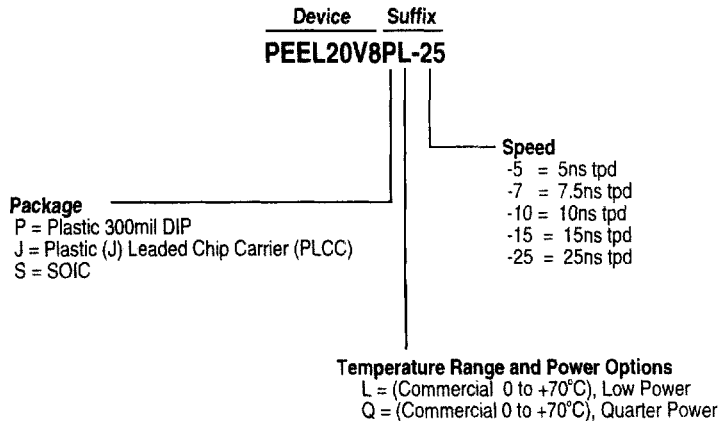 Device Suffix
PEEL20V8PL-25
Speed
-5 = 5ns tpd
-7 = 7.5ns tpd
-10 = 10ns tpd
-15 = 15ns tpd
-25 = 25ns tpd
Package
P = Plastic 300mil DIP
J = Plastic (J) Leaded Chip Carrier (PLCC)
S = SOIC
Temperature Range and Power Options
L = (Commercial 0 to +70°C), Low Power
Q = (Commercial 0 to +70°C), Quarter Power